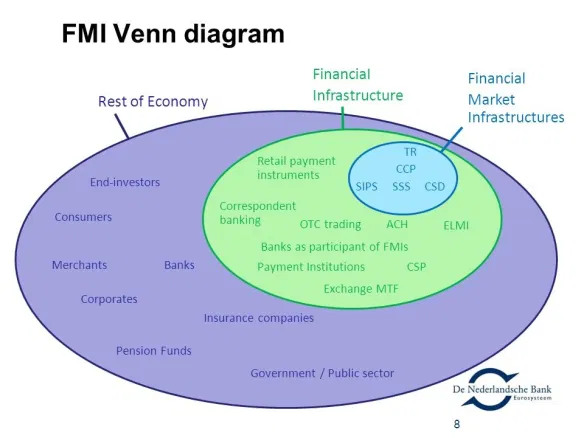 FMI Venn diagram
Rest of Economy
Financial
Infrastructure
Financial
Market
Infrastructures
TR
CCP
SIPS SSS CSD
Retail payment
instruments
End-investors
Correspondent
banking
Consumers
OTC trading ACH ELMI
Banks as participant of FMIs
Merchants Banks Payment Institutions CSP
Exchange MTF
Corporates
Insurance companies
Pension Funds
Government / Public sector
De Nederlandsche Bank
Eurosysteem
8